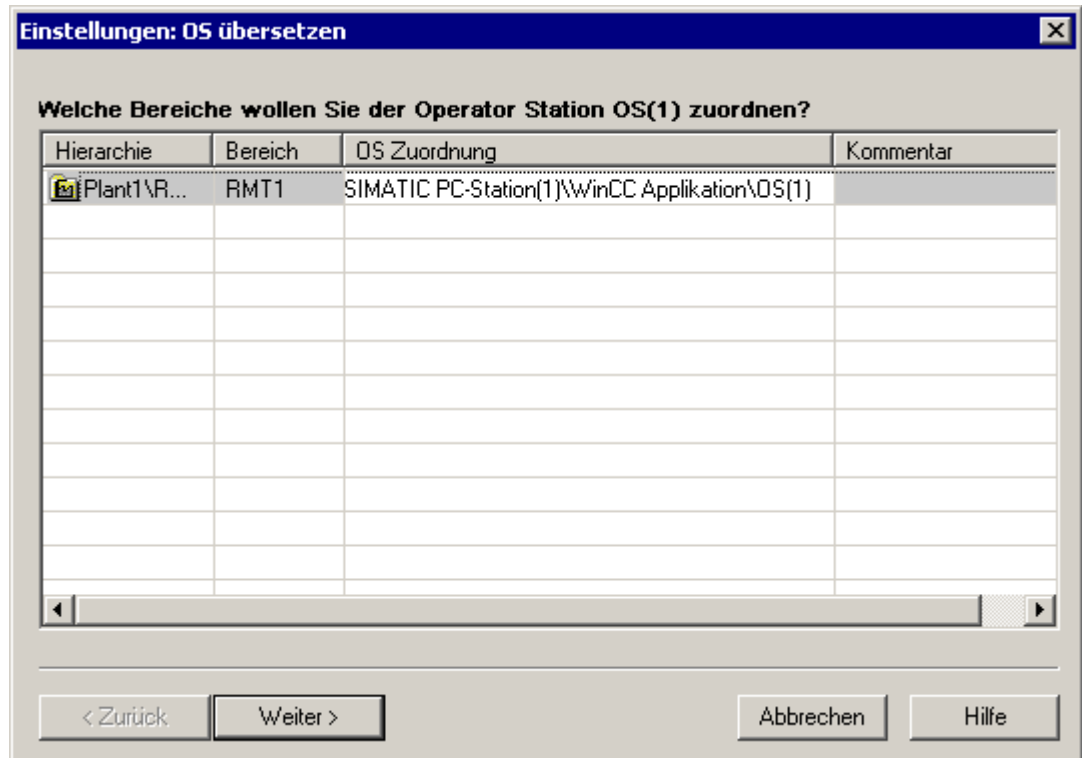 Einstellungen: OS übersetzen
Welche Bereiche wollen Sie der Operator Station OS(1) zuordnen?
Hierarchie Bereich OS Zuordnung Kommentar
Plant1\R... RMT1 SIMATIC PC-Station(1)\WinCC Applikation\OS(1)
< Zurück Weiter > Abbrechen Hilfe